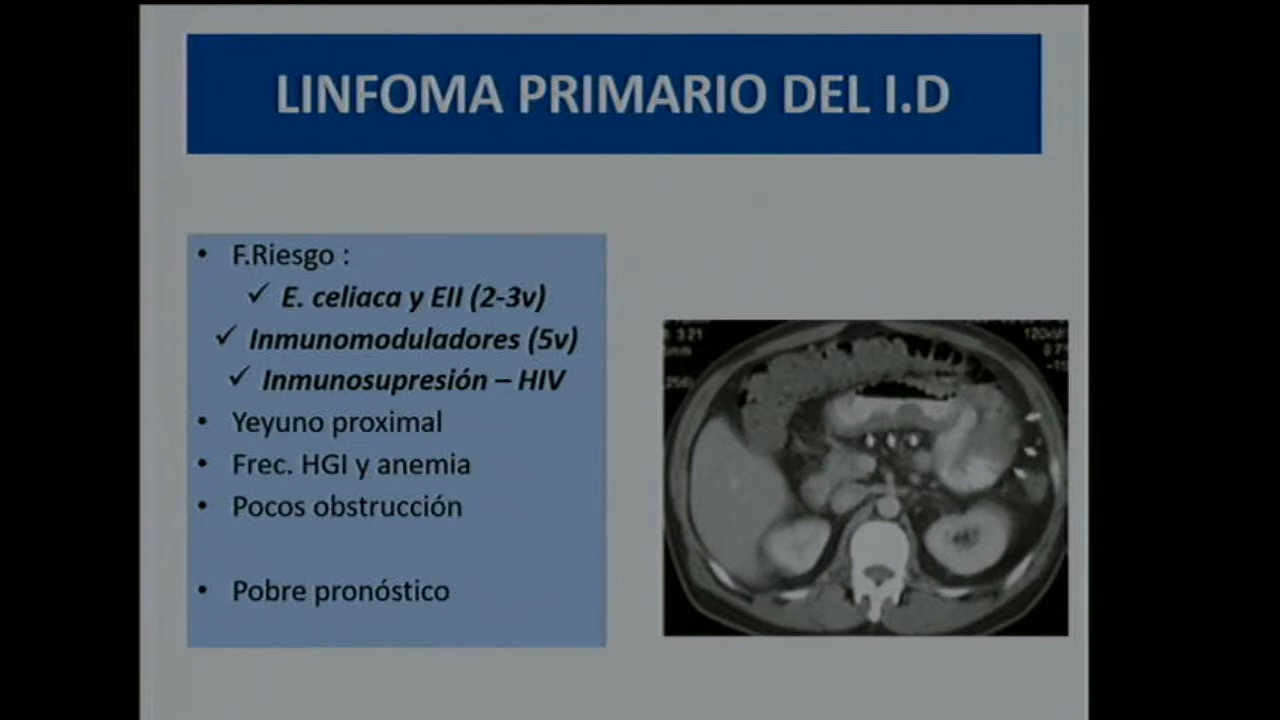 LINFOMA PRIMARIO DEL I.D
• F.Riesgo :
✓ E. celiaca y EII (2-3v)
✓ Inmunomoduladores (5v)
✓ Inmunosupresión – HIV
• Yeyuno proximal
• Frec. HGI y anemia
• Pocos obstrucción
• Pobre pronóstico